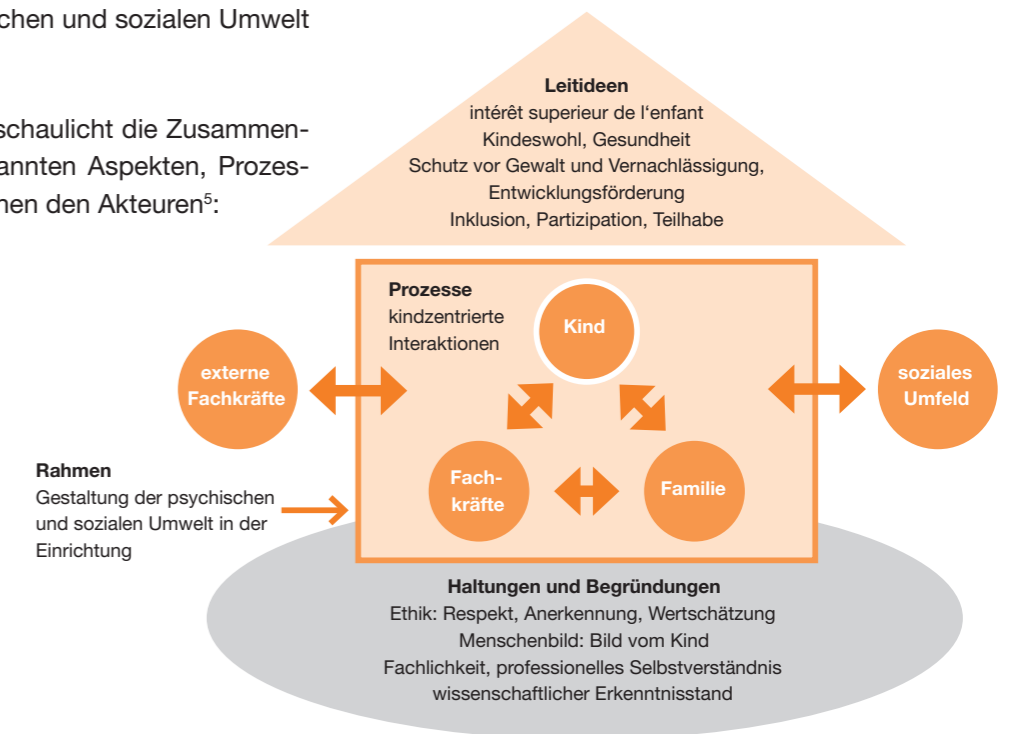 chen und sozialen Umwelt
schaulicht die Zusammen-
annten Aspekten, Prozes-
nen den Akteuren⁵:
Leitideen
intérêt superieur de l‘enfant
Kindeswohl, Gesundheit
Schutz vor Gewalt und Vernachlässigung,
Entwicklungsförderung
Inklusion, Partizipation, Teilhabe
Prozesse
kindzentrierte
Interaktionen
Kind
externe
Fachkräfte
soziales
Umfeld
Fach-
kräfte
Familie
Rahmen
Gestaltung der psychischen
und sozialen Umwelt in der
Einrichtung
Haltungen und Begründungen
Ethik: Respekt, Anerkennung, Wertschätzung
Menschenbild: Bild vom Kind
Fachlichkeit, professionelles Selbstverständnis
wissenschaftlicher Erkenntnisstand